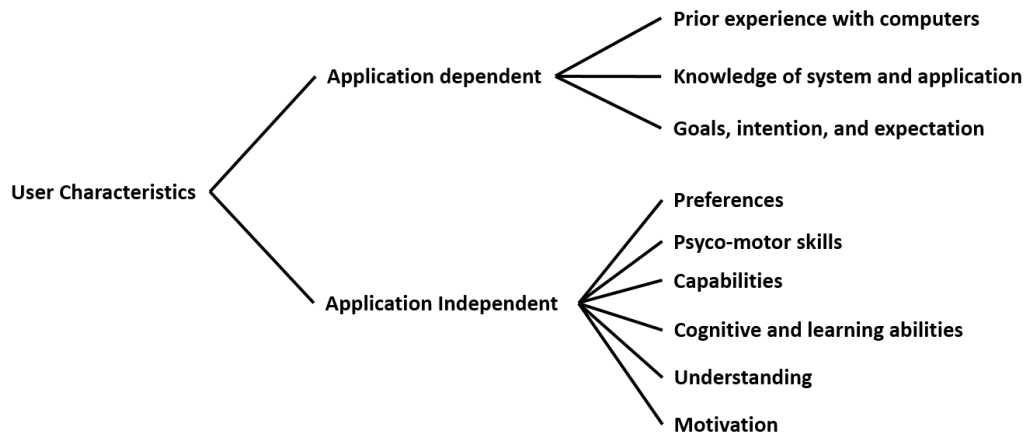 User Characteristics
Application dependent
Prior experience with computers
Knowledge of system and application
Goals, intention, and expectation
Application Independent
Preferences
Psyco-motor skills
Capabilities
Cognitive and learning abilities
Understanding
Motivation